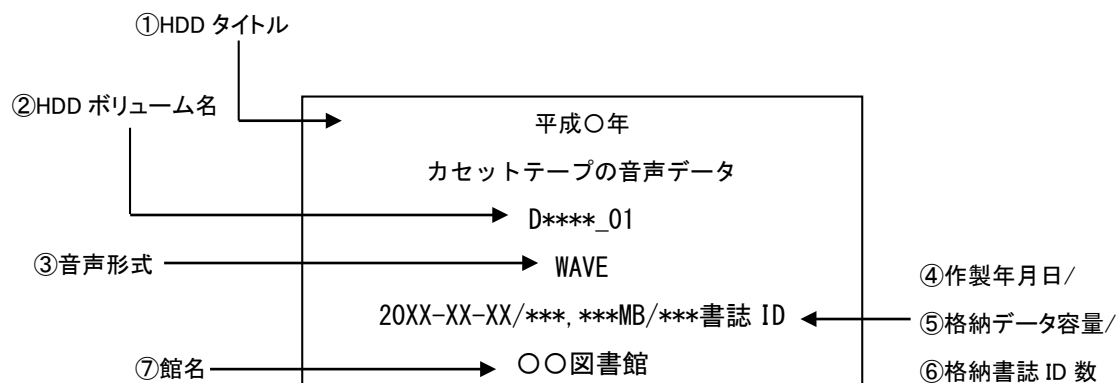 ①HDD タイトル
②HDD ボリューム名
平成〇年
カセットテープの音声データ
D****_01
③音声形式
WAVE
④作製年月日/
20XX-XX-XX/***,***MB/***書誌 ID
⑤格納データ容量/
⑦館名
〇〇図書館
⑥格納書誌 ID 数